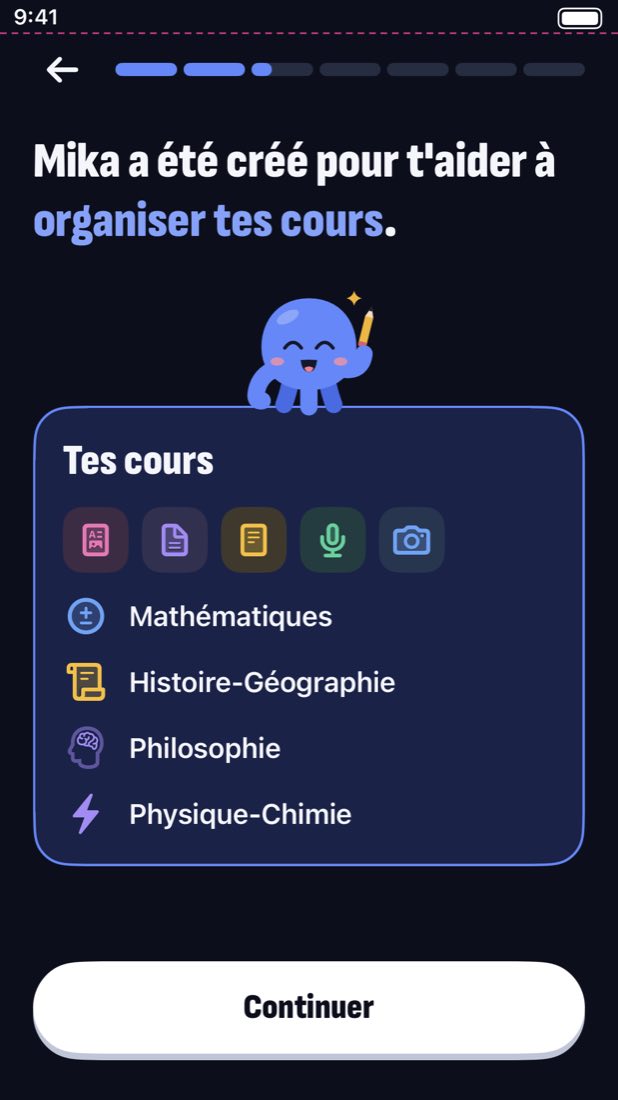 9:41
Mika a été créé pour t'aider à
organiser tes cours.
Tes cours
Mathématiques
Histoire-Géographie
Philosophie
Physique-Chimie
Continuer